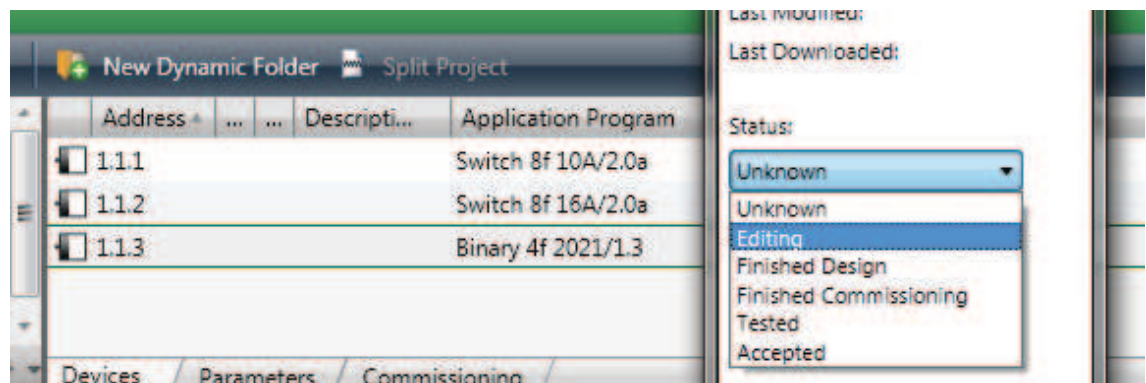 New Dynamic Folder Split Project
Address ... ... Descripti... Application Program
1.1.1 Switch 8f 10A/2.0a
1.1.2 Switch 8f 16A/2.0a
1.1.3 Binary 4f 2021/1.3
Devices Parameters Commissioning
Last Modified:
Last Downloaded:
Status:
Unknown
Unknown
Editing
Finished Design
Finished Commissioning
Tested
Accepted